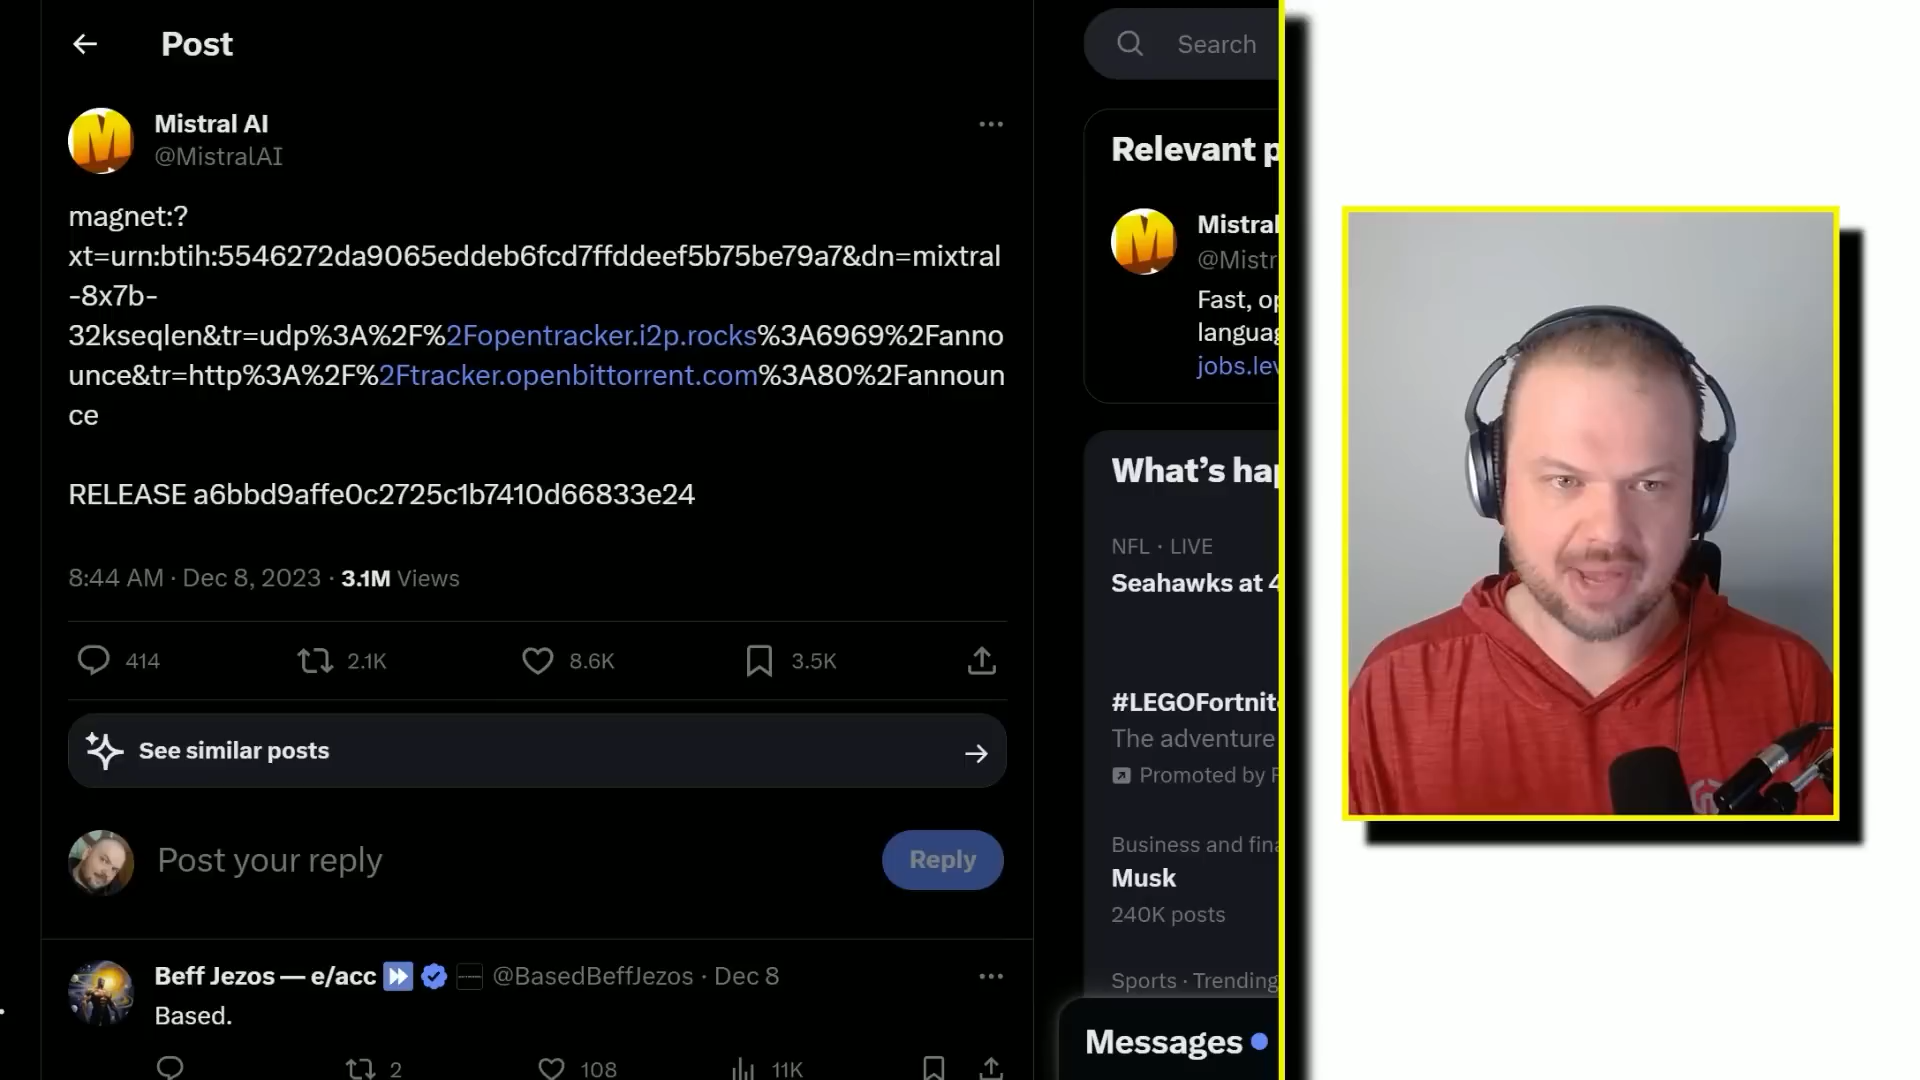 Post
Search
Mistral AI
@MistralAI
magnet:?
xt=urn:btih:5546272da9065eddeb6fcd7ffddeef5b75be79a7&dn=mixtral
-8x7b-
32kseqlen&tr=udp%3A%2F%2Fopentracker.i2p.rocks%3A6969%2Fanno
unce&tr=http%3A%2F%2Ftracker.openbittorrent.com%3A80%2Fannoun
ce
RELEASE a6bbd9affe0c2725c1b7410d66833e24
8:44 AM · Dec 8, 2023 · 3.1M Views
414 2.1K 8.6K 3.5K
See similar posts
Post your reply
Reply
Beff Jezos — e/acc @BasedBeffJezos · Dec 8
Based.
2 108 11K
Relevant p
Mistral
@Mistr
Fast, op
languag
jobs.lev
What's hap
NFL · LIVE
Seahawks at 4
#LEGOFortnite
The adventure
Promoted by F
Business and fina
Musk
240K posts
Sports · Trending
Messages